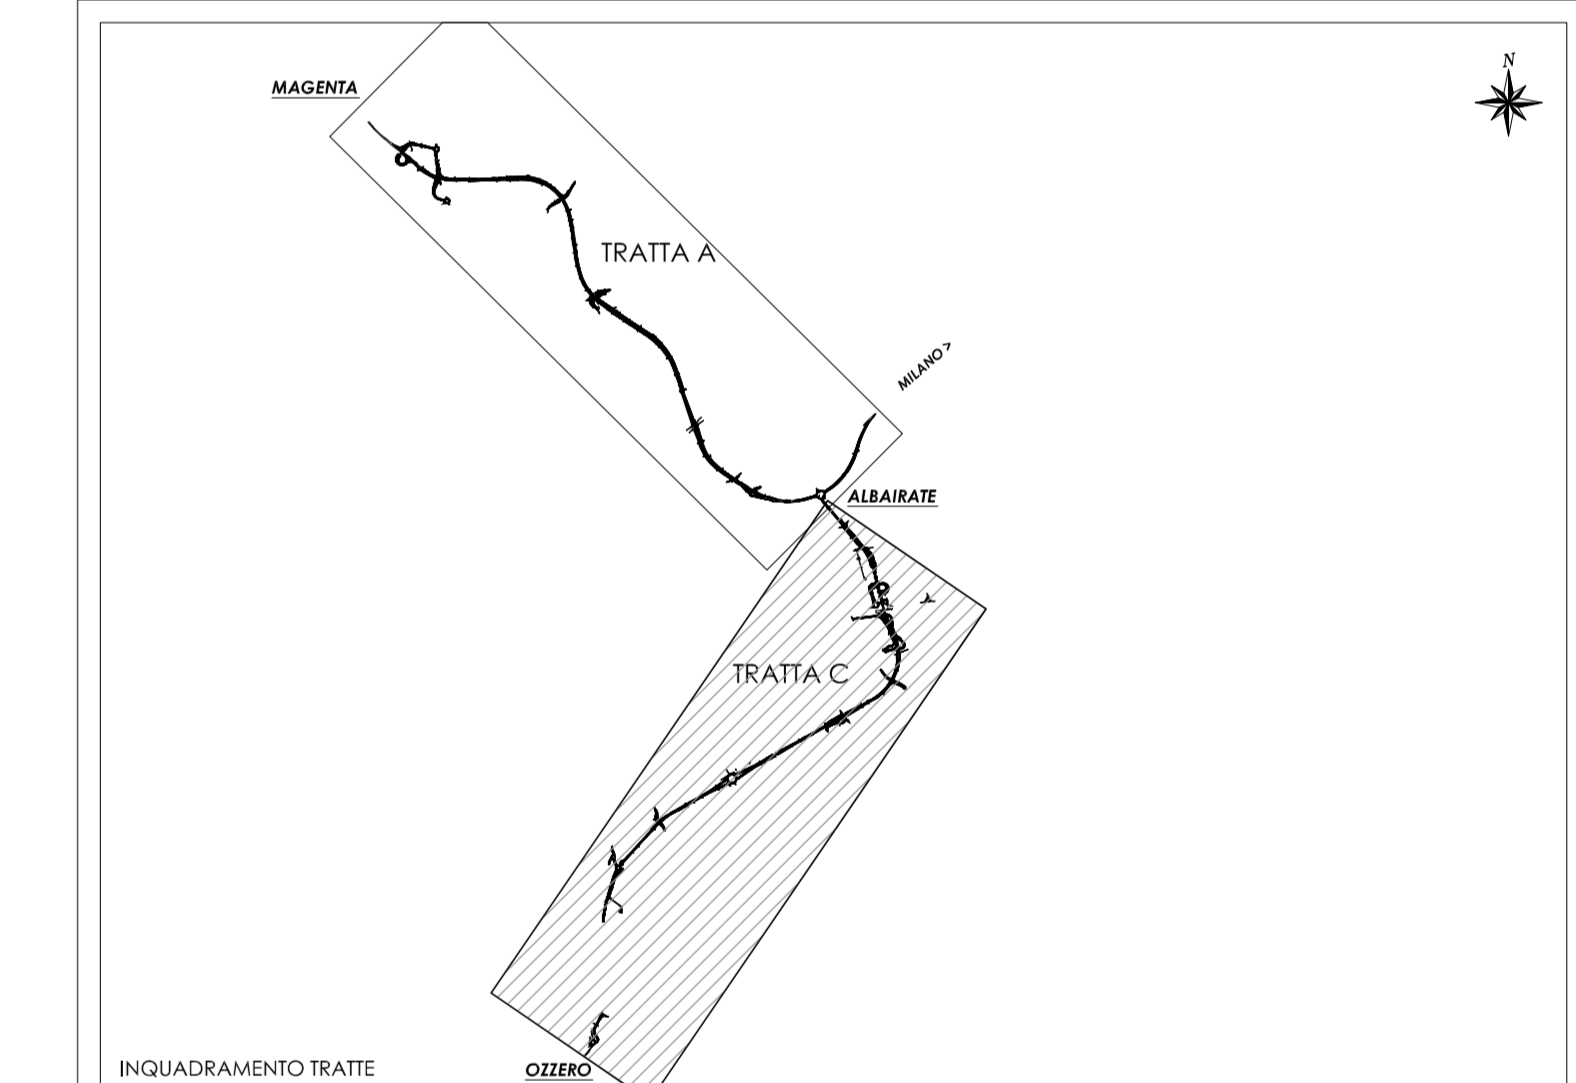 N
MAGENTA
TRATTA A
MILANO >
ALBAIRATE
TRATTA C
INQUADRAMENTO TRATTE
OZZERO